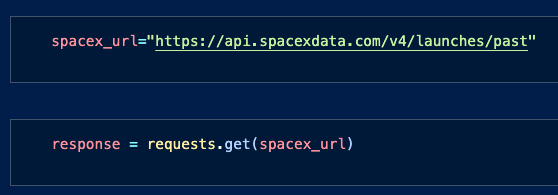 spacex_url="https://api.spacexdata.com/v4/launches/past"
response = requests.get(spacex_url)